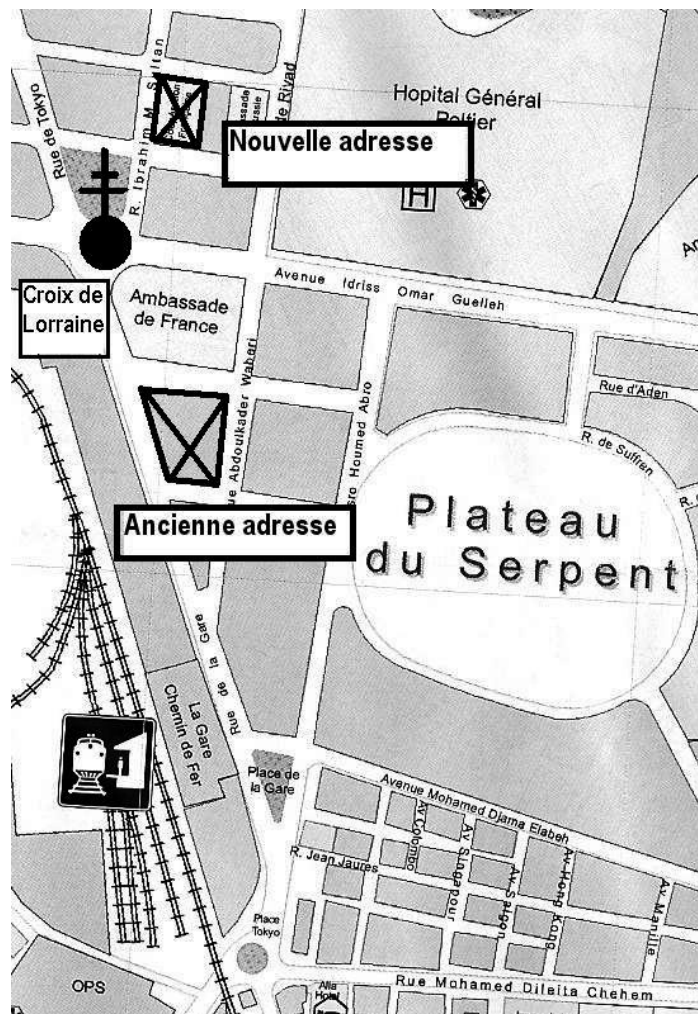 Rue de Tokyo
R. Ibrahim M. Sultan
Française
Hopital Général
Peltier
Nouvelle adresse
H
Avenue Idriss Omar Guelleh
Croix de
Lorraine
Ambassade
de France
Rue d'Aden
R. de Suffren
Abdoulkader Waberi
Houmed Abro
Ancienne adresse
Plateau
du Serpent
Rue de la Gare
La Gare
Chemin de Fer
Place de
la Gare
Avenue Mohamed Djama Elabeh
R. Jean Jaures
Av Colombo
Av Singapour
Av Saigon
Av Hong Kong
Av Manille
Place
Tokyo
OPS
Rue Mohamed Dileita Chehem
Alia
Hotel